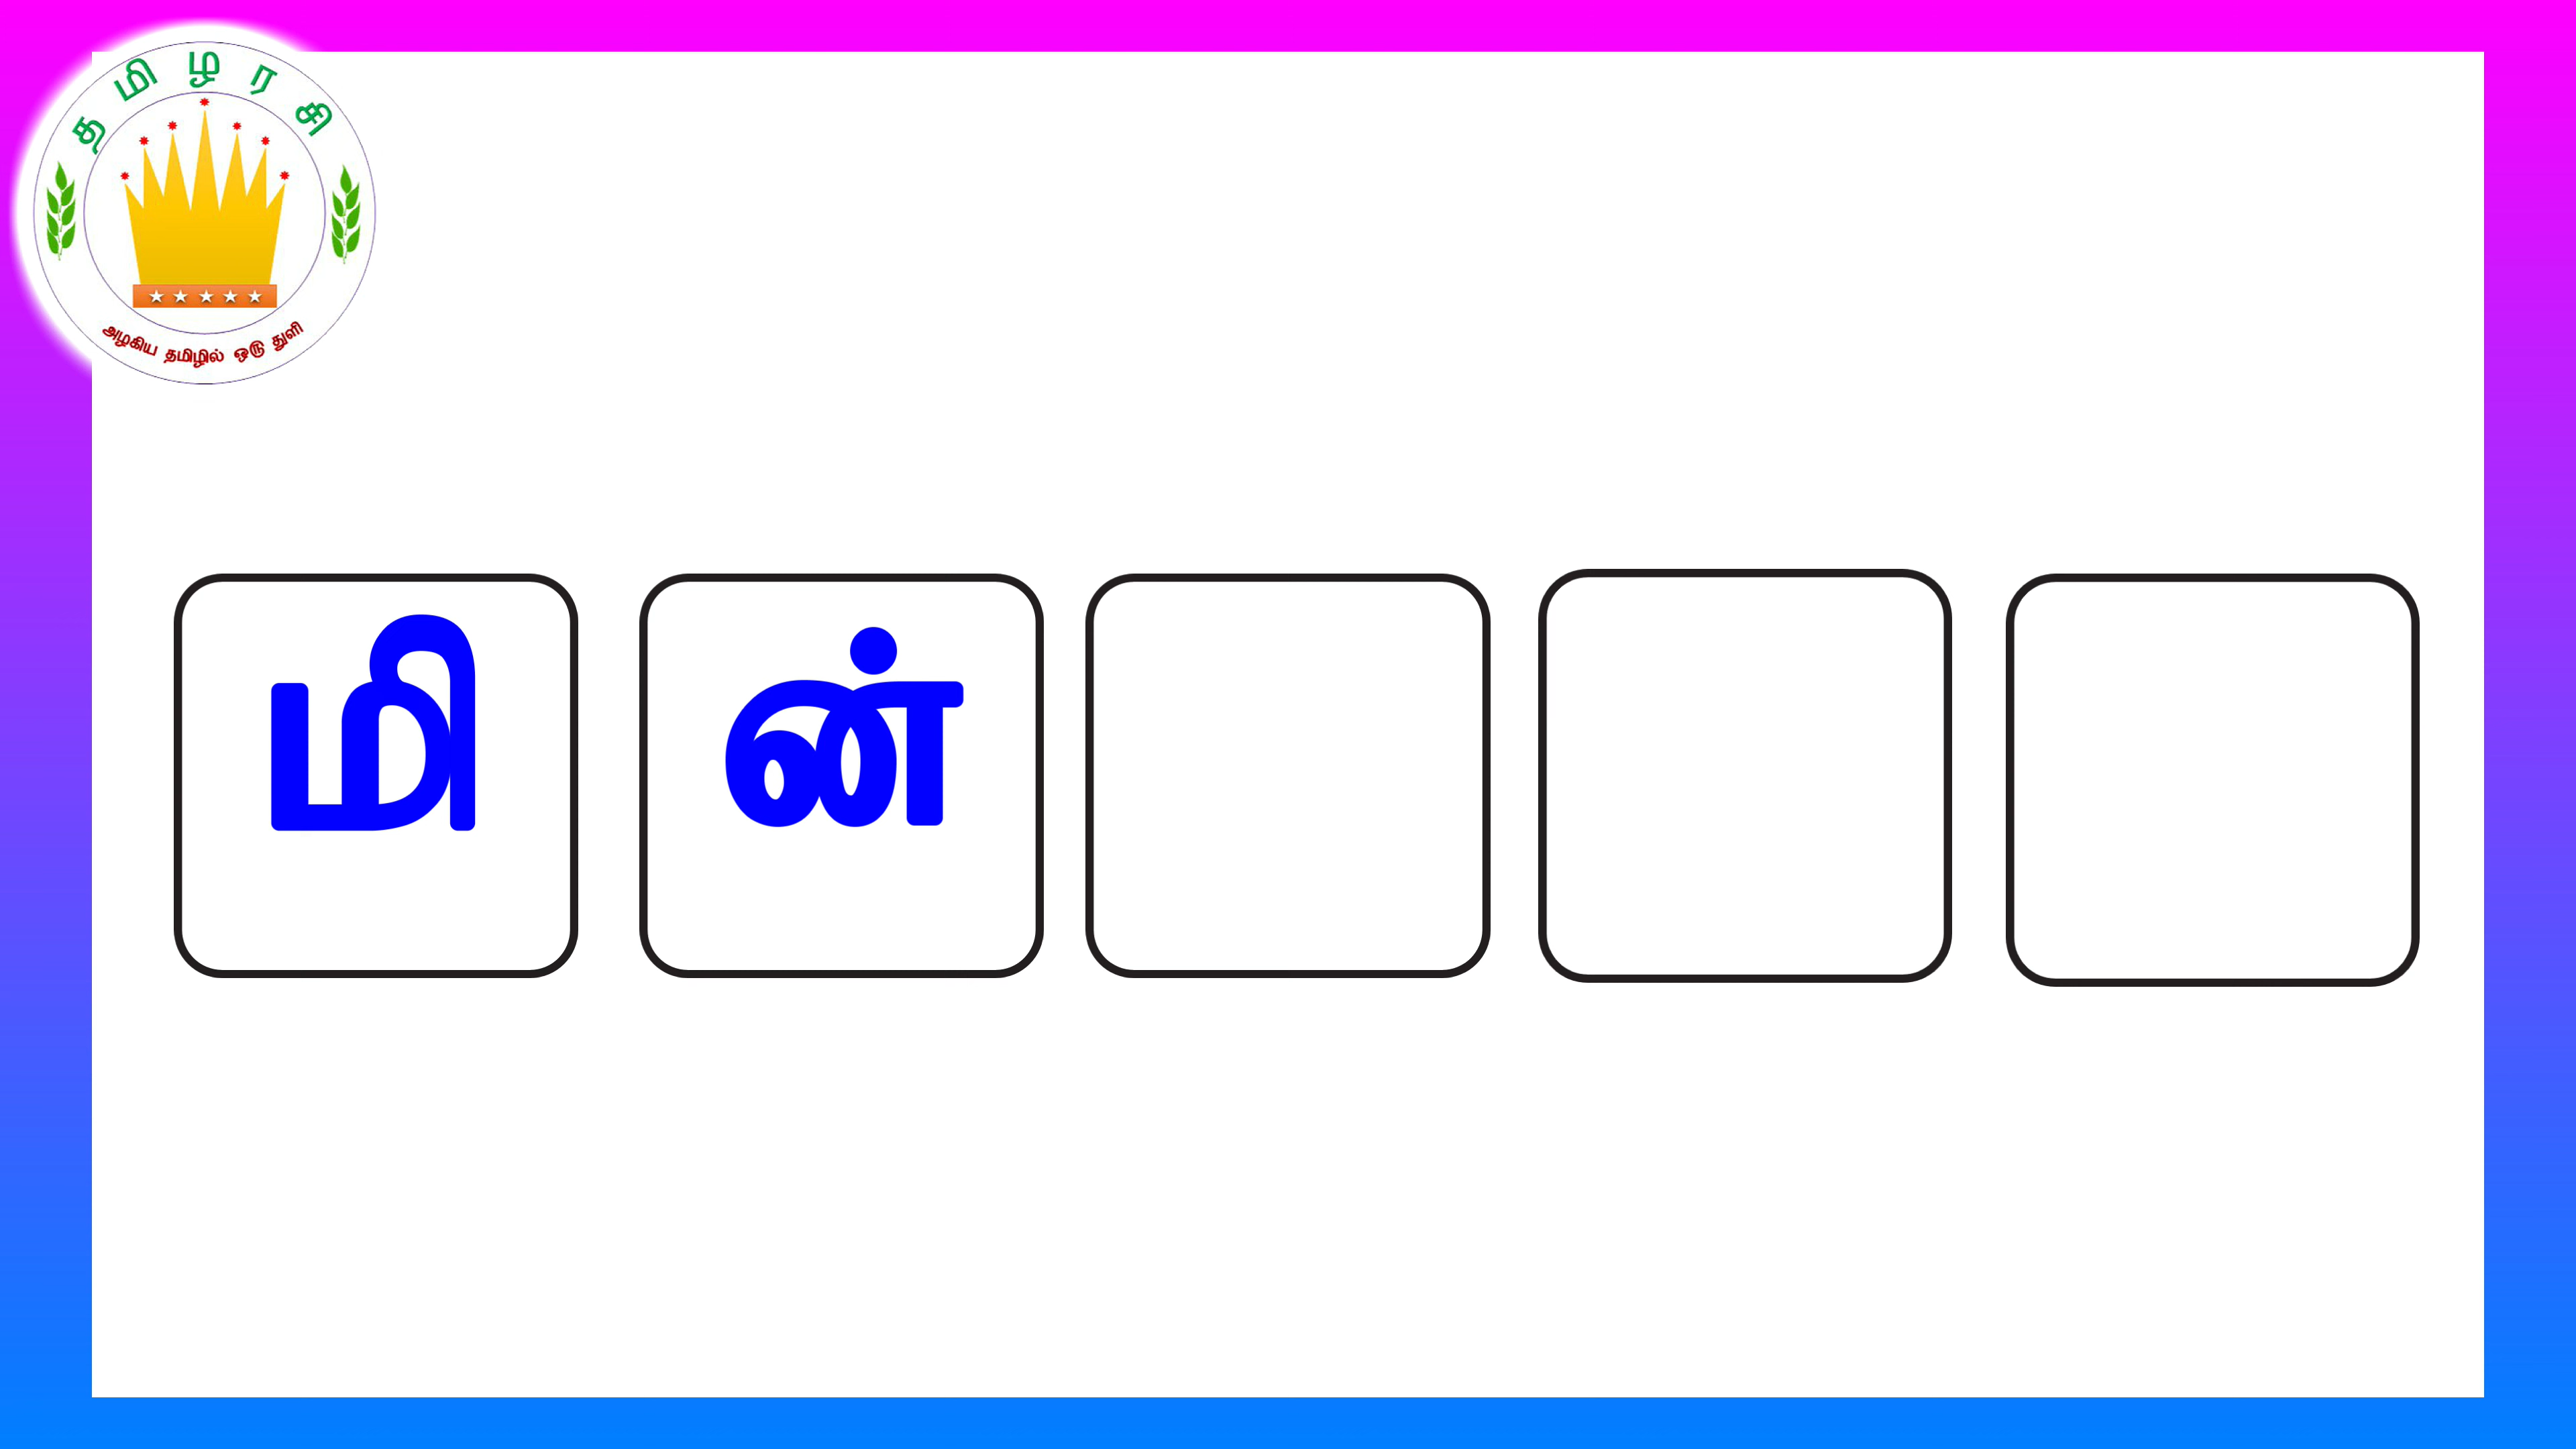 த மி ழ ர சி
அழகிய தமிழில் ஒரு துளி
மி ன்